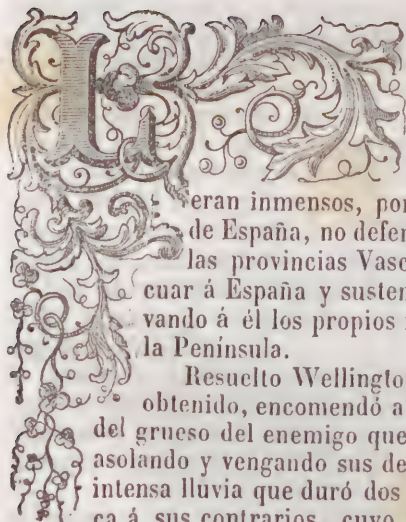 L
eran inmensos, por
de España, no defen
las provincias Vasc
cuar á España y susten
vando á él los propios
la Península.
Resuelto Wellingto
obtenido, encomendó a
del grueso del enemigo que
asolando y vengando sus de
intensa lluvia que duró dos
ca á sus contrarios, cuyo